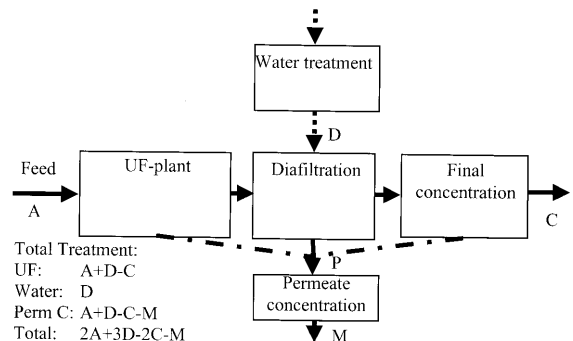 Water treatment
D
Feed
A
UF-plant
Diafiltration
Final
concentration
C
P
Total Treatment:
UF: A+D-C
Water: D
Perm C: A+D-C-M
Total: 2A+3D-2C-M
Permeate
concentration
M